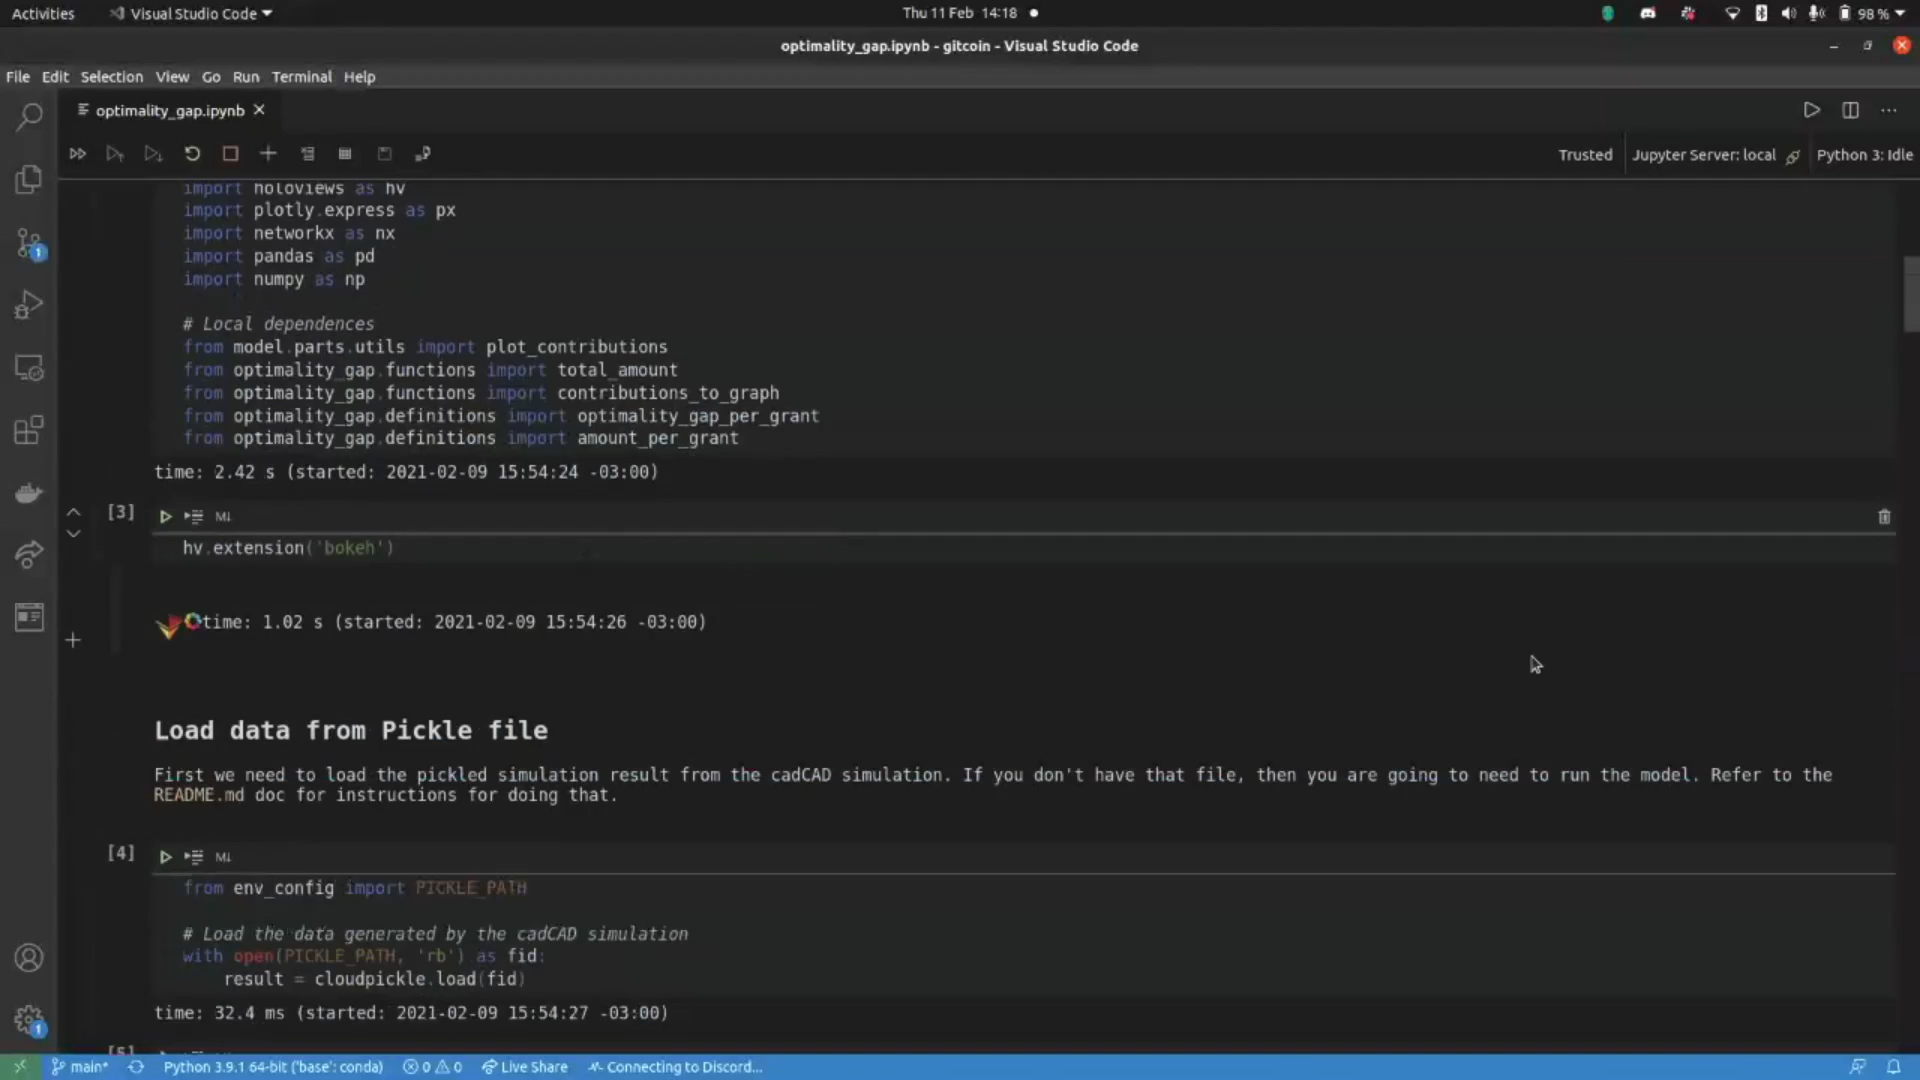 Activities
Visual Studio Code
Thu 11 Feb 14:18
98 %
optimality_gap.ipynb - gitcoin - Visual Studio Code
File Edit Selection View Go Run Terminal Help
optimality_gap.ipynb
Trusted
Jupyter Server: local
Python 3: Idle
import holoviews as hv
import plotly.express as px
import networkx as nx
import pandas as pd
import numpy as np
# Local dependences
from model.parts.utils import plot_contributions
from optimality_gap.functions import total_amount
from optimality_gap.functions import contributions_to_graph
from optimality_gap.definitions import optimality_gap_per_grant
from optimality_gap.definitions import amount_per_grant
time: 2.42 s (started: 2021-02-09 15:54:24 -03:00)
[3]
M↓
hv.extension('bokeh')
time: 1.02 s (started: 2021-02-09 15:54:26 -03:00)
Load data from Pickle file
First we need to load the pickled simulation result from the cadCAD simulation. If you don't have that file, then you are going to need to run the model. Refer to the
README.md doc for instructions for doing that.
[4]
M↓
from env_config import PICKLE_PATH
# Load the data generated by the cadCAD simulation
with open(PICKLE_PATH, 'rb') as fid:
result = cloudpickle.load(fid)
time: 32.4 ms (started: 2021-02-09 15:54:27 -03:00)
[5]
main*
Python 3.9.1 64-bit ('base': conda)
0
0
Live Share
Connecting to Discord...
1
1